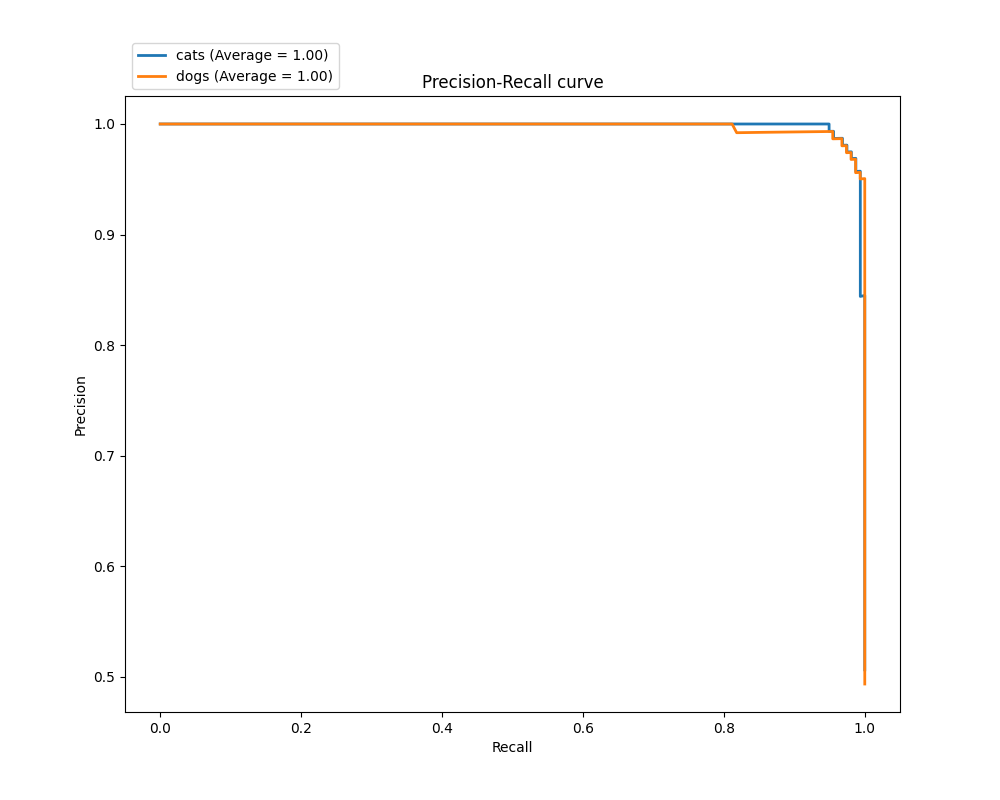 cats (Average = 1.00)
dogs (Average = 1.00)
Precision-Recall curve
1.0
0.9
0.8
0.7
0.6
0.5
Precision
0.0 0.2 0.4 0.6 0.8 1.0
Recall